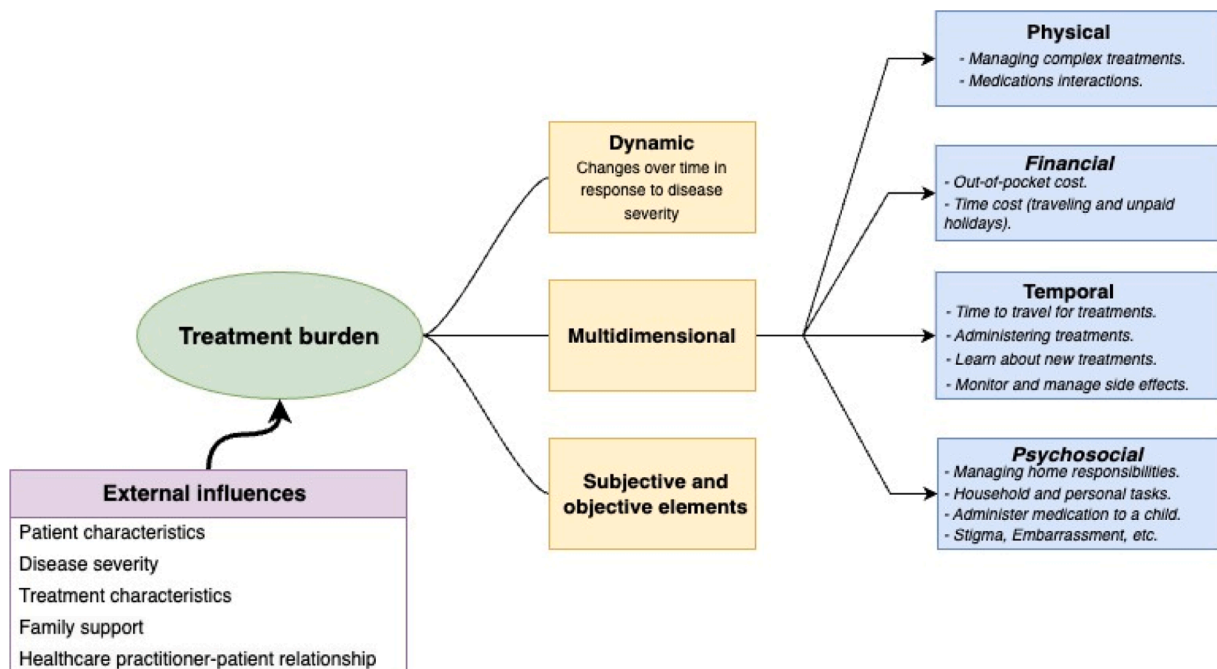 Treatment burden
External influences
Patient characteristics
Disease severity
Treatment characteristics
Family support
Healthcare practitioner-patient relationship
Dynamic
Changes over time in
response to disease
severity
Multidimensional
Subjective and
objective elements
Physical
- Managing complex treatments.
- Medications interactions.
Financial
- Out-of-pocket cost.
- Time cost (traveling and unpaid
holidays).
Temporal
- Time to travel for treatments.
- Administering treatments.
- Learn about new treatments.
- Monitor and manage side effects.
Psychosocial
- Managing home responsibilities.
- Household and personal tasks.
- Administer medication to a child.
- Stigma, Embarrassment, etc.